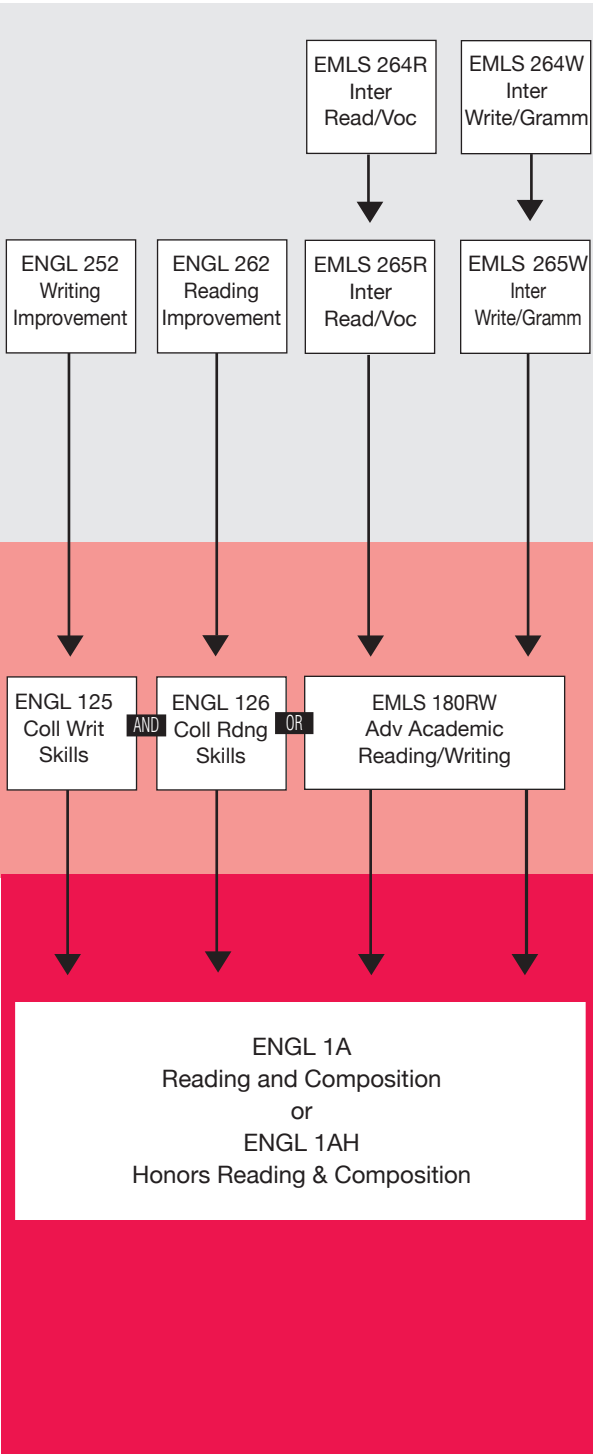 EMLS 264R
Inter
Read/Voc
EMLS 264W
Inter
Write/Gramm
ENGL 252
Writing
Improvement
ENGL 262
Reading
Improvement
EMLS 265R
Inter
Read/Voc
EMLS 265W
Inter
Write/Gramm
ENGL 125
Coll Writ
Skills
AND
ENGL 126
Coll Rdng
Skills
OR
EMLS 180RW
Adv Academic
Reading/Writing
ENGL 1A
Reading and Composition
or
ENGL 1AH
Honors Reading & Composition